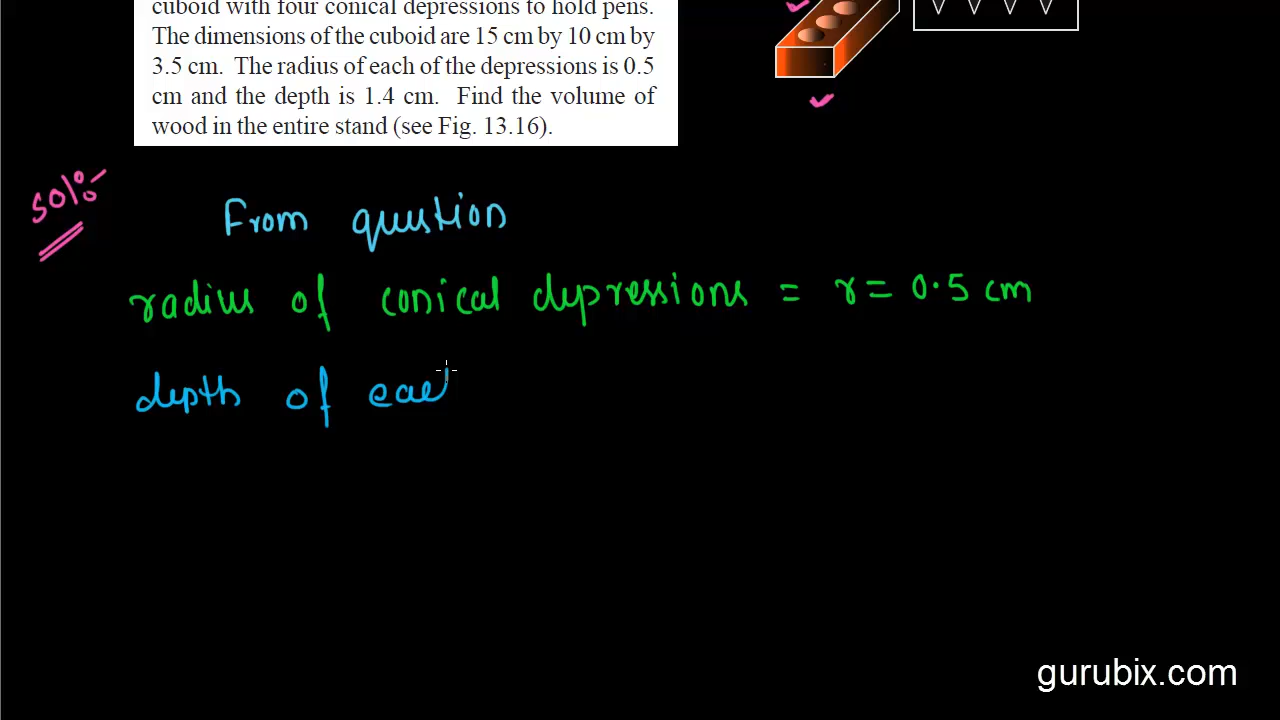 cuboid with four conical depressions to hold pens.
The dimensions of the cuboid are 15 cm by 10 cm by
3.5 cm. The radius of each of the depressions is 0.5
cm and the depth is 1.4 cm. Find the volume of
wood in the entire stand (see Fig. 13.16).
Soln:-
From question
radius of conical depressions = r = 0.5 cm
depth of eac
gurubix.com